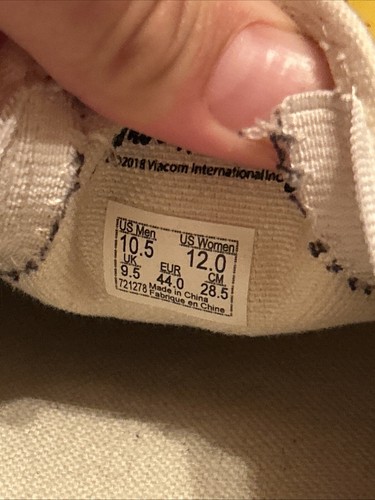 ©2018 Viacom International Inc
US Men US Women
10.5 12.0
UK EUR CM
9.5 44.0 28.5
721278 Made in China
Fabrique en Chine